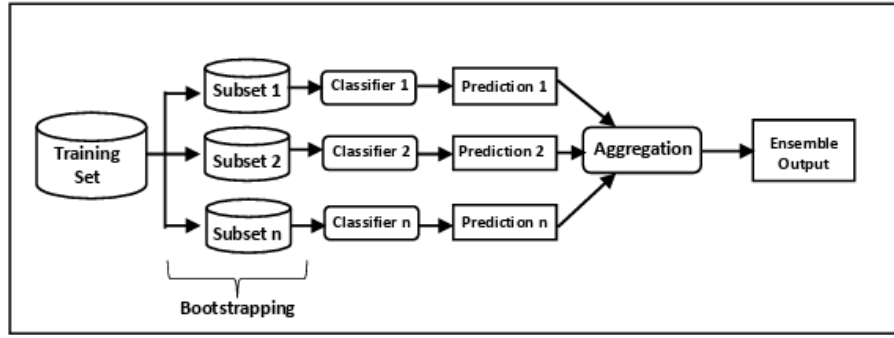 Training
Set
Subset 1
Classifier 1
Prediction 1
Subset 2
Classifier 2
Prediction 2
Subset n
Classifier n
Prediction n
Aggregation
Ensemble
Output
Bootstrapping